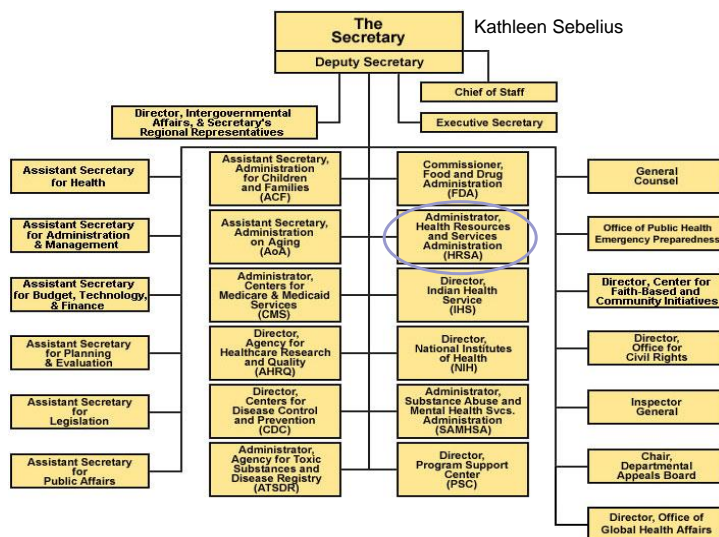 The
Secretary
Kathleen Sebelius
Deputy Secretary
Chief of Staff
Director, Intergovernmental
Affairs, & Secretary's
Regional Representatives
Executive Secretary
Assistant Secretary
for Health
Assistant Secretary
for Administration
& Management
Assistant Secretary
for Budget, Technology,
& Finance
Assistant Secretary
for Planning
& Evaluation
Assistant Secretary
for
Legislation
Assistant Secretary
for
Public Affairs
Assistant Secretary,
Administration
for Children
and Families
(ACF)
Assistant Secretary,
Administration
on Aging
(AoA)
Administrator,
Centers for
Medicare & Medicaid
Services
(CMS)
Director,
Agency for
Healthcare Research
and Quality
(AHRQ)
Director,
Centers for
Disease Control
and Prevention
(CDC)
Administrator,
Agency for Toxic
Substances and
Disease Registry
(ATSDR)
Commissioner,
Food and Drug
Administration
(FDA)
Administrator,
Health Resources
and Services
Administration
(HRSA)
Director,
Indian Health
Service
(IHS)
Director,
National Institutes
of Health
(NIH)
Administrator,
Substance Abuse and
Mental Health Svcs.
Administration
(SAMHSA)
Director,
Program Support
Center
(PSC)
General
Counsel
Office of Public Health
Emergency Preparedness
Director, Center for
Faith-Based and
Community Initiatives
Director,
Office for
Civil Rights
Inspector
General
Chair,
Departmental
Appeals Board
Director, Office of
Global Health Affairs